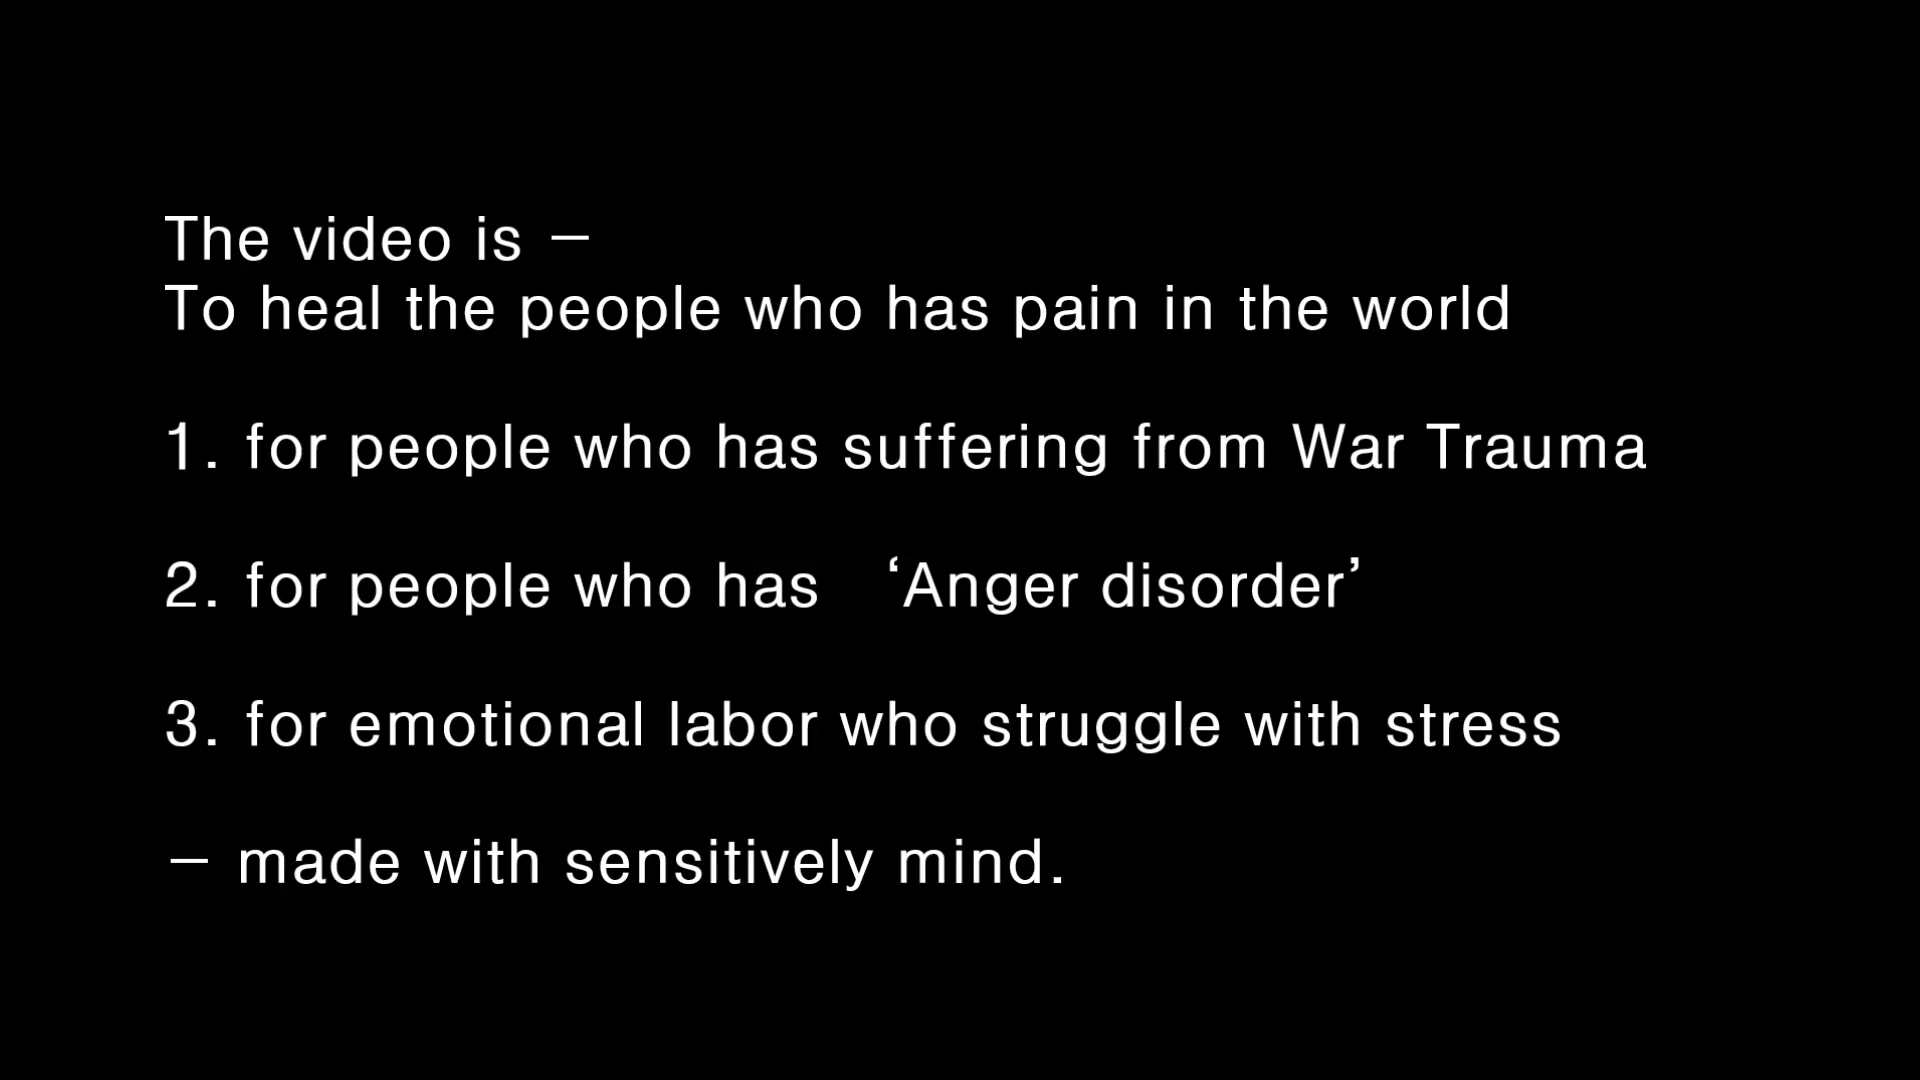 The video is –
To heal the people who has pain in the world
1. for people who has suffering from War Trauma
2. for people who has ‘Anger disorder’
3. for emotional labor who struggle with stress
– made with sensitively mind.